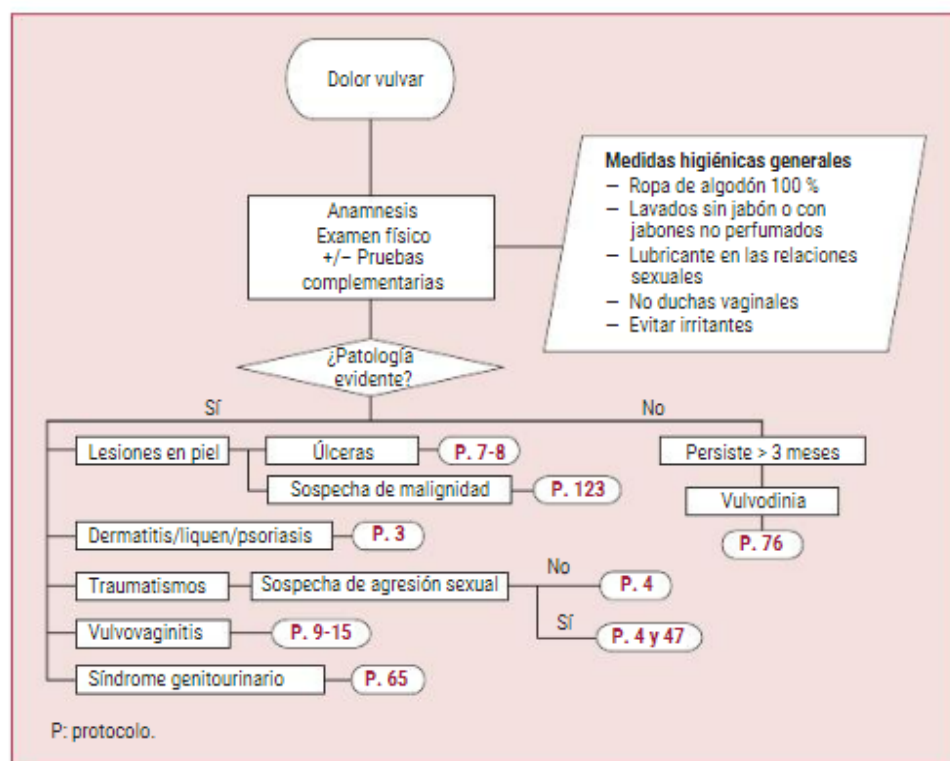 Dolor vulvar
Anamnesis
Examen físico
+/– Pruebas
complementarias
Medidas higiénicas generales
– Ropa de algodón 100 %
– Lavados sin jabón o con
jabones no perfumados
– Lubricante en las relaciones
sexuales
– No duchas vaginales
– Evitar irritantes
¿Patología
evidente?
Sí
No
Lesiones en piel
Úlceras
P. 7-8
Sospecha de malignidad
P. 123
Dermatitis/liquen/psoriasis
P. 3
Traumatismos
Sospecha de agresión sexual
No
P. 4
Sí
P. 4 y 47
Vulvovaginitis
P. 9-15
Síndrome genitourinario
P. 65
Persiste > 3 meses
Vulvodinia
P. 76
P: protocolo.